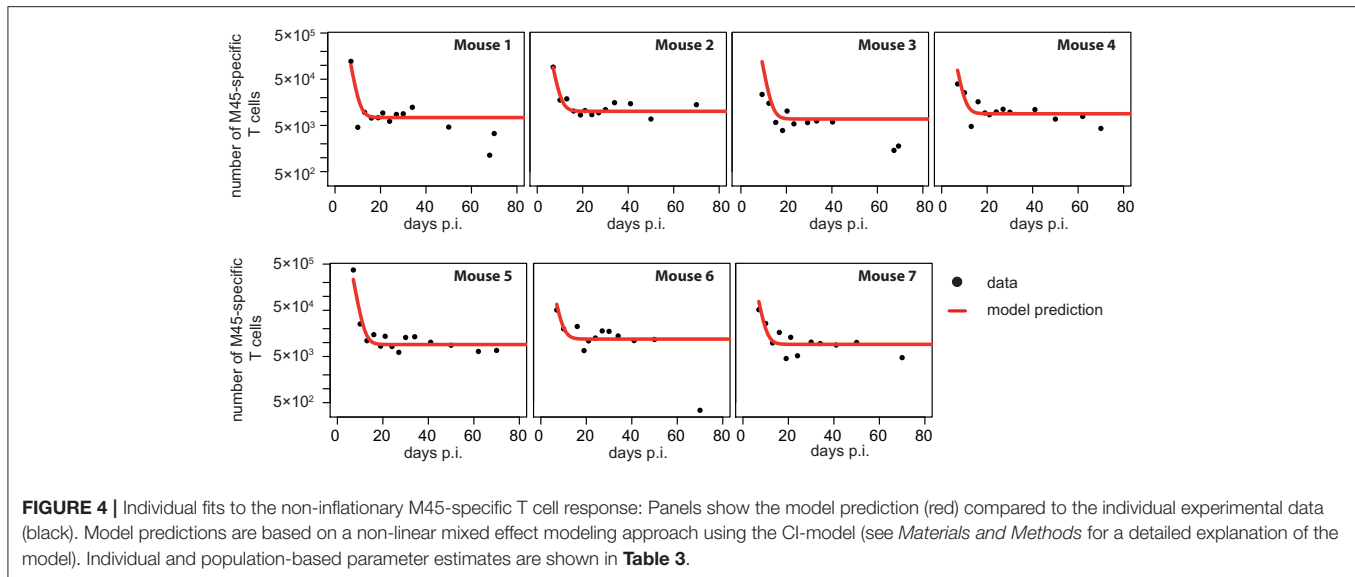 number of M45-specific
T cells
5×10⁵
5×10⁴
5×10³
5×10²
Mouse 1
Mouse 2
Mouse 3
Mouse 4
0 20 40 60 80
0 20 40 60 80
0 20 40 60 80
0 20 40 60 80
days p.i.
days p.i.
days p.i.
days p.i.
number of M45-specific
T cells
5×10⁵
5×10⁴
5×10³
5×10²
Mouse 5
Mouse 6
Mouse 7
data
model prediction
0 20 40 60 80
0 20 40 60 80
0 20 40 60 80
days p.i.
days p.i.
days p.i.
FIGURE 4 | Individual fits to the non-inflationary M45-specific T cell response: Panels show the model prediction (red) compared to the individual experimental data
(black). Model predictions are based on a non-linear mixed effect modeling approach using the CI-model (see Materials and Methods for a detailed explanation of the
model). Individual and population-based parameter estimates are shown in Table 3.